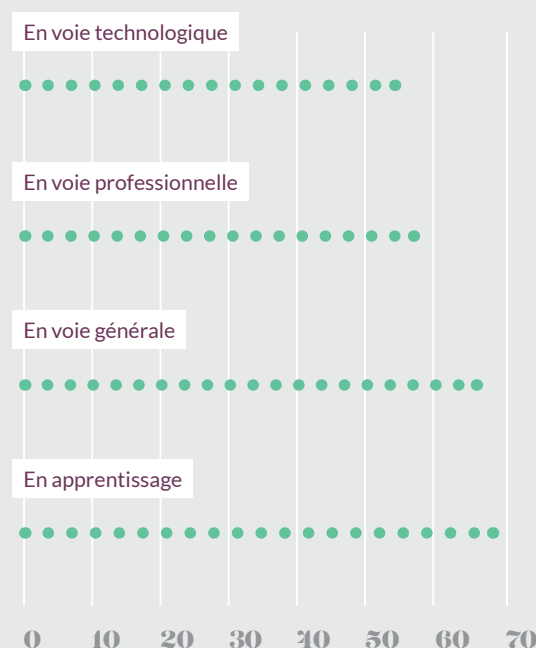 En voie technologique
En voie professionnelle
En voie générale
En apprentissage
0 10 20 30 40 50 60 70